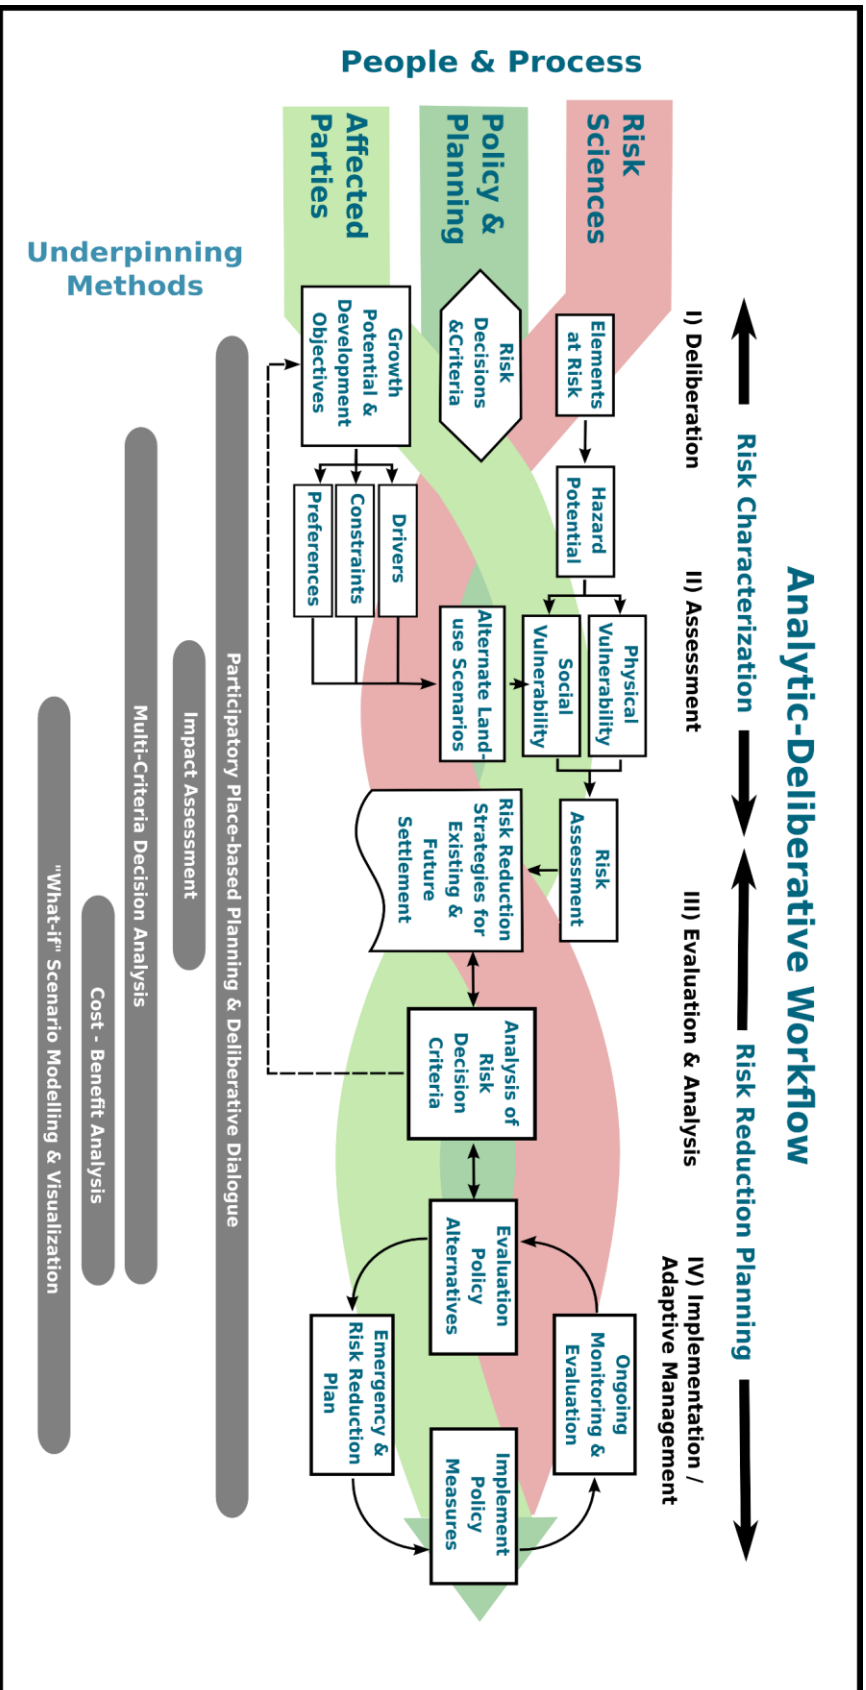 Analytic-Deliberative Workflow
Risk Characterization
Risk Reduction Planning
I) Deliberation
II) Assessment
III) Evaluation & Analysis
IV) Implementation /
Adaptive Management
People & Process
Risk
Sciences
Policy &
Planning
Affected
Parties
Elements
at Risk
Hazard
Potential
Physical
Vulnerability
Social
Vulnerability
Risk
Assessment
Risk
Decisions
&Criteria
Growth
Potential &
Development
Objectives
Drivers
Constraints
Preferences
Alternate Land-
use Scenarios
Risk Reduction
Strategies for
Existing &
Future
Settlement
Analysis of
Risk
Decision
Criteria
Evaluation
Policy
Alternatives
Ongoing
Monitoring &
Evaluation
Emergency &
Risk Reduction
Plan
Implement
Policy
Measures
Underpinning
Methods
Participatory Place-based Planning & Deliberative Dialogue
Impact Assessment
Multi-Criteria Decision Analysis
Cost - Benefit Analysis
"What-if" Scenario Modelling & Visualization